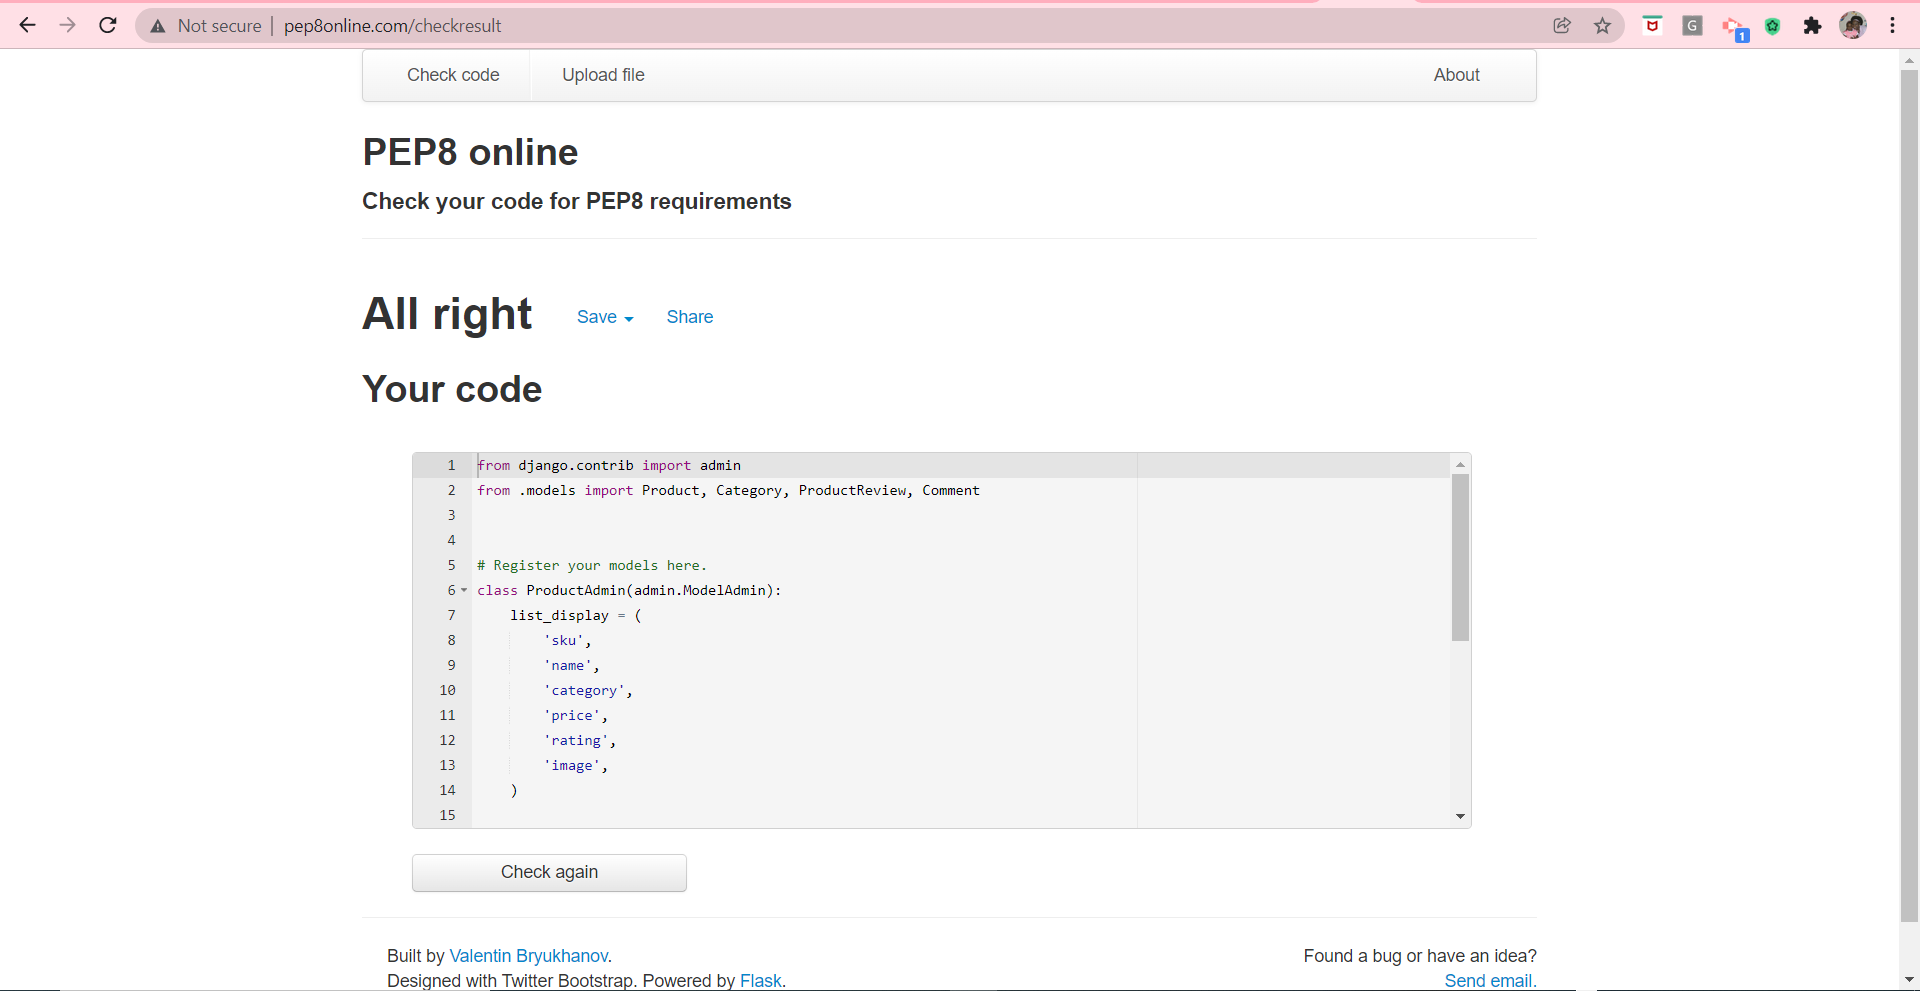 Not secure | pep8online.com/checkresult
G
1
Check code Upload file About
PEP8 online
Check your code for PEP8 requirements
All right Save Share
Your code
1 from django.contrib import admin
2 from .models import Product, Category, ProductReview, Comment
3
4
5 # Register your models here.
6 class ProductAdmin(admin.ModelAdmin):
7     list_display = (
8         'sku',
9         'name',
10         'category',
11         'price',
12         'rating',
13         'image',
14     )
15
Check again
Built by Valentin Bryukhanov.
Designed with Twitter Bootstrap. Powered by Flask.
Found a bug or have an idea?
Send email.